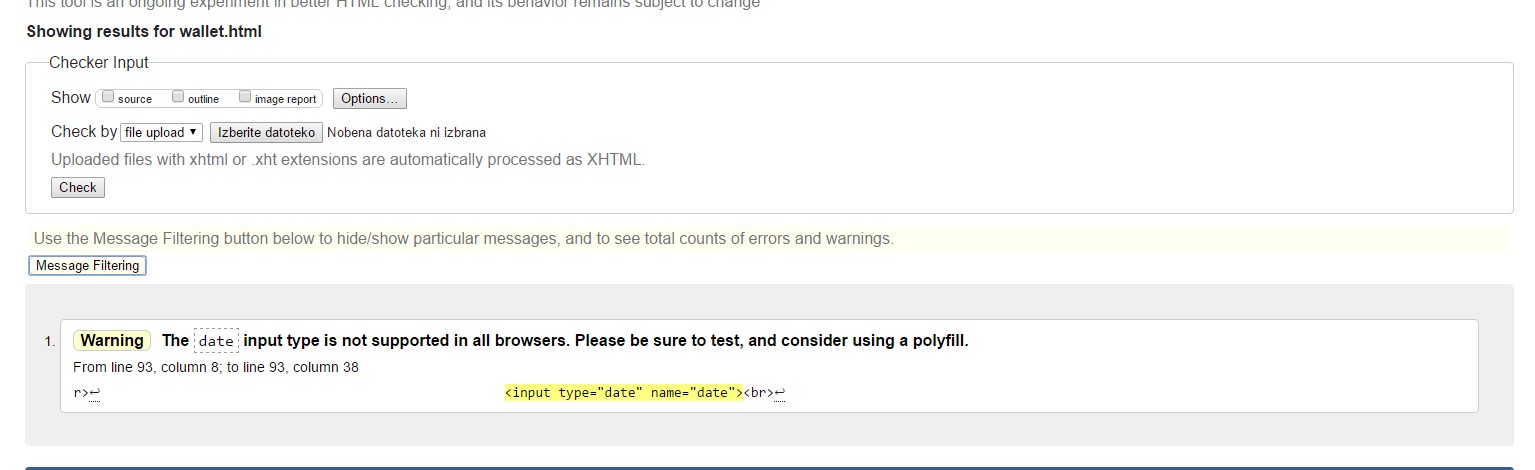 This tool is an ongoing experiment in better HTML checking, and its behavior remains subject to change
Showing results for wallet.html
Checker Input
Show source outline image report Options...
Check by file upload ▼ Izberite datoteko Nobena datoteka ni izbrana
Uploaded files with xhtml or .xht extensions are automatically processed as XHTML.
Check
Use the Message Filtering button below to hide/show particular messages, and to see total counts of errors and warnings.
Message Filtering
1. Warning The date input type is not supported in all browsers. Please be sure to test, and consider using a polyfill.
From line 93, column 8; to line 93, column 38
r>↩ <input type="date" name="date"><br>↩